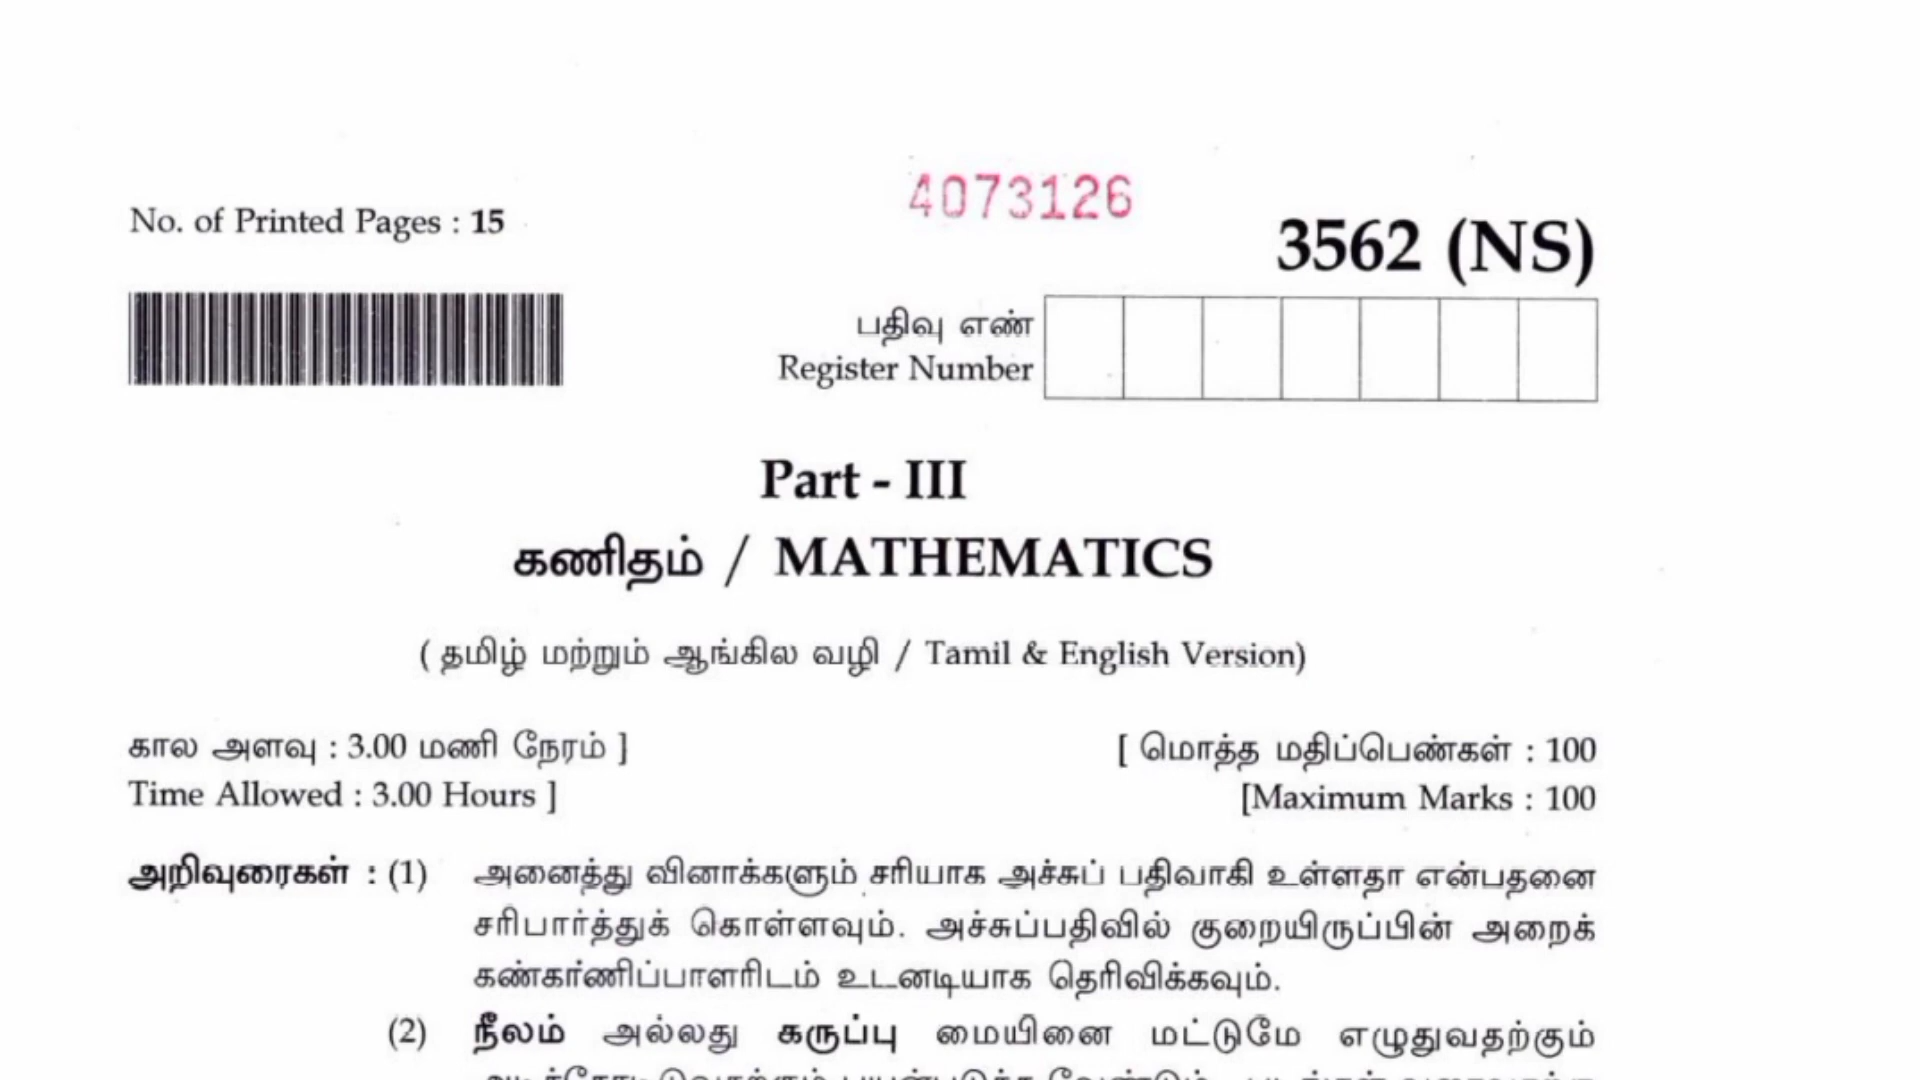 4073126
No. of Printed Pages : 15
3562 (NS)
பதிவு எண்
Register Number
Part - III
கணிதம் / MATHEMATICS
( தமிழ் மற்றும் ஆங்கில வழி / Tamil & English Version)
கால அளவு : 3.00 மணி நேரம் ]
[ மொத்த மதிப்பெண்கள் : 100
Time Allowed : 3.00 Hours ]
[Maximum Marks : 100
அறிவுரைகள் : (1) அனைத்து வினாக்களும் சரியாக அச்சுப் பதிவாகி உள்ளதா என்பதனை
சரிபார்த்துக் கொள்ளவும். அச்சுப்பதிவில் குறையிருப்பின் அறைக்
கண்காணிப்பாளரிடம் உடனடியாக தெரிவிக்கவும்.
(2) நீலம் அல்லது கருப்பு மையினை மட்டுமே எழுதுவதற்கும்